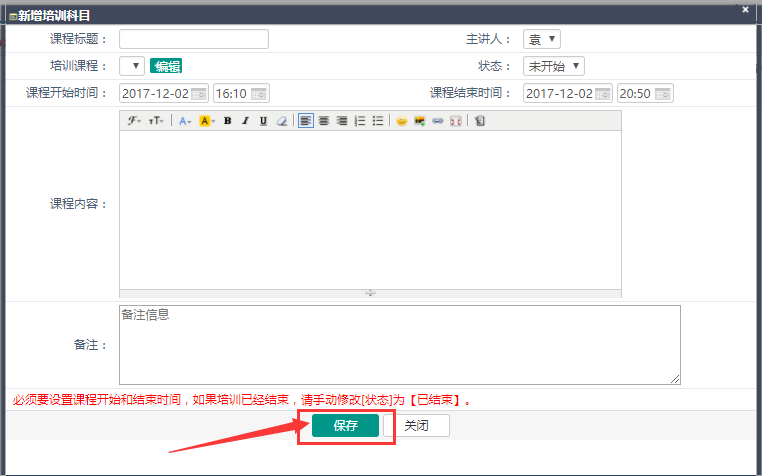 新增培训科目 ×
课程标题： 主讲人： 袁
培训课程： 编辑 状态： 未开始
课程开始时间： 2017-12-02 16:10 课程结束时间： 2017-12-02 20:50
ℱ тT A A B I U
课程内容：
备注： 备注信息
必须要设置课程开始和结束时间，如果培训已经结束，请手动修改[状态]为【已结束】。
保存 关闭